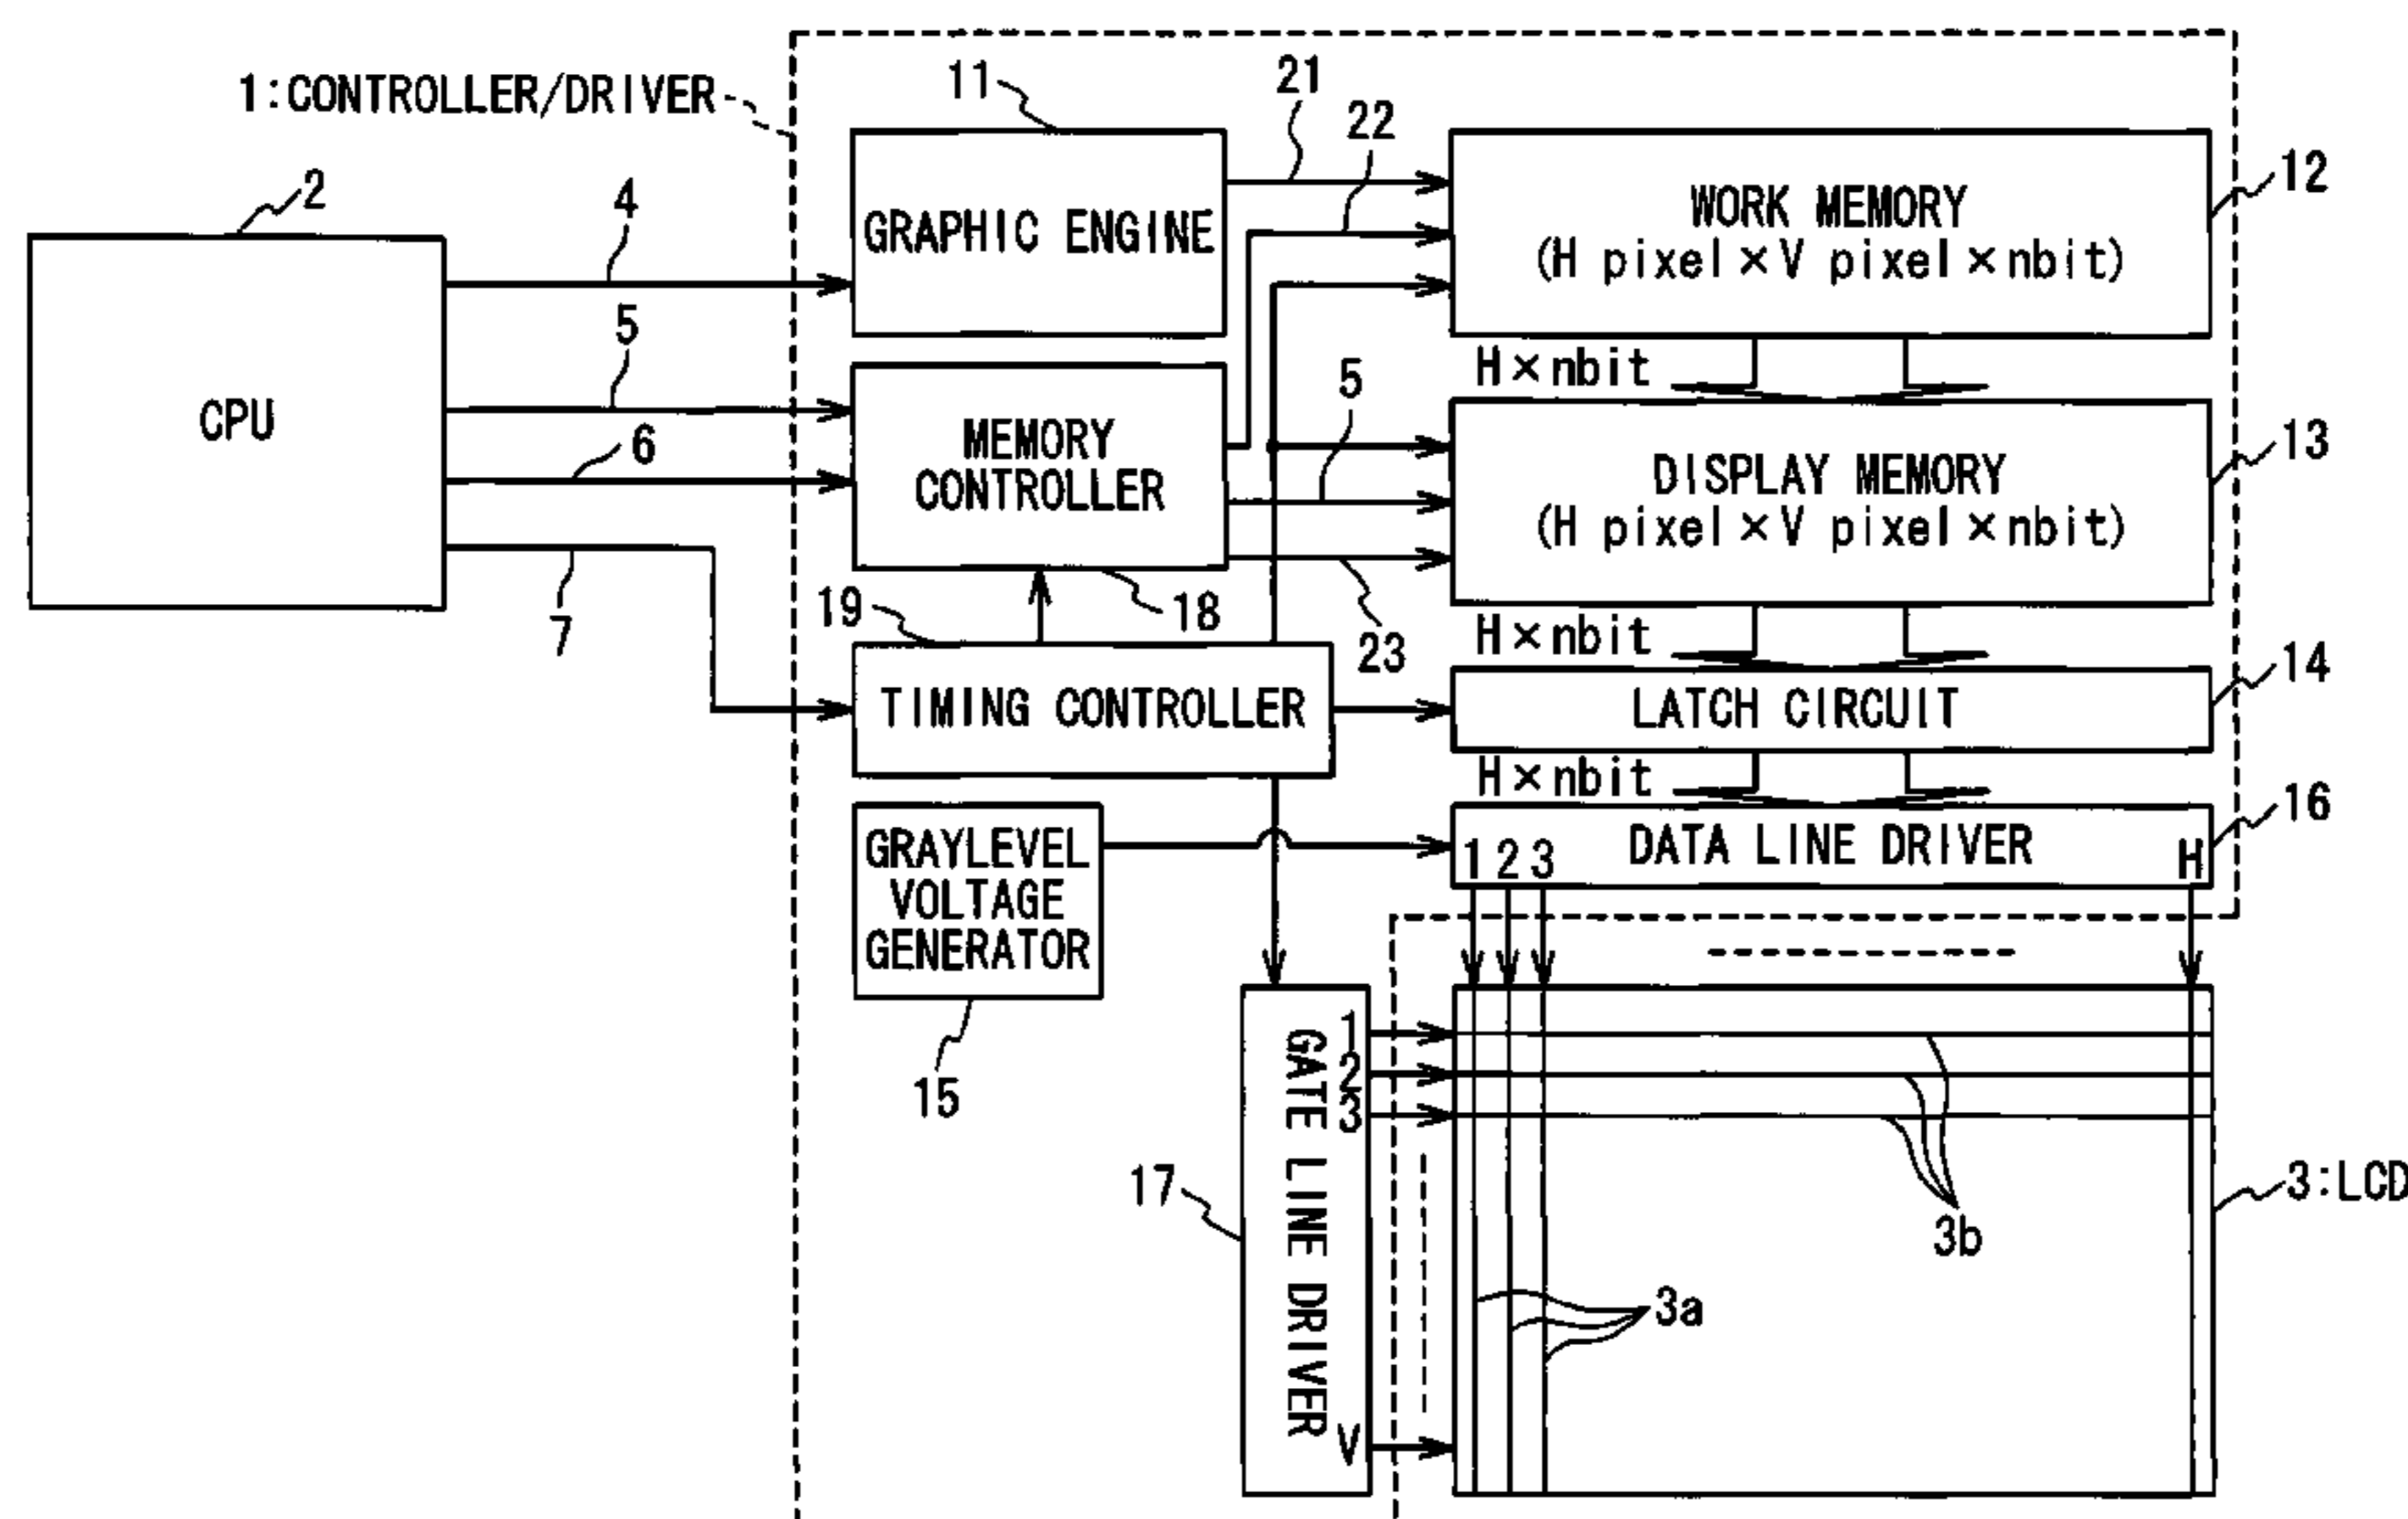 1:CONTROLLER/DRIVER
11
21
22
2
4
GRAPHIC ENGINE
WORK MEMORY
(H pixel×V pixel×nbit)
12
5
CPU
6
MEMORY
CONTROLLER
5
H×nbit
DISPLAY MEMORY
(H pixel×V pixel×nbit)
13
7
19
18
23
H×nbit
TIMING CONTROLLER
LATCH CIRCUIT
14
H×nbit
GRAYLEVEL
VOLTAGE
GENERATOR
15
1 2 3
DATA LINE DRIVER
H
16
GATE LINE DRIVER
1
2
3
V
17
3a
3b
3:LCD